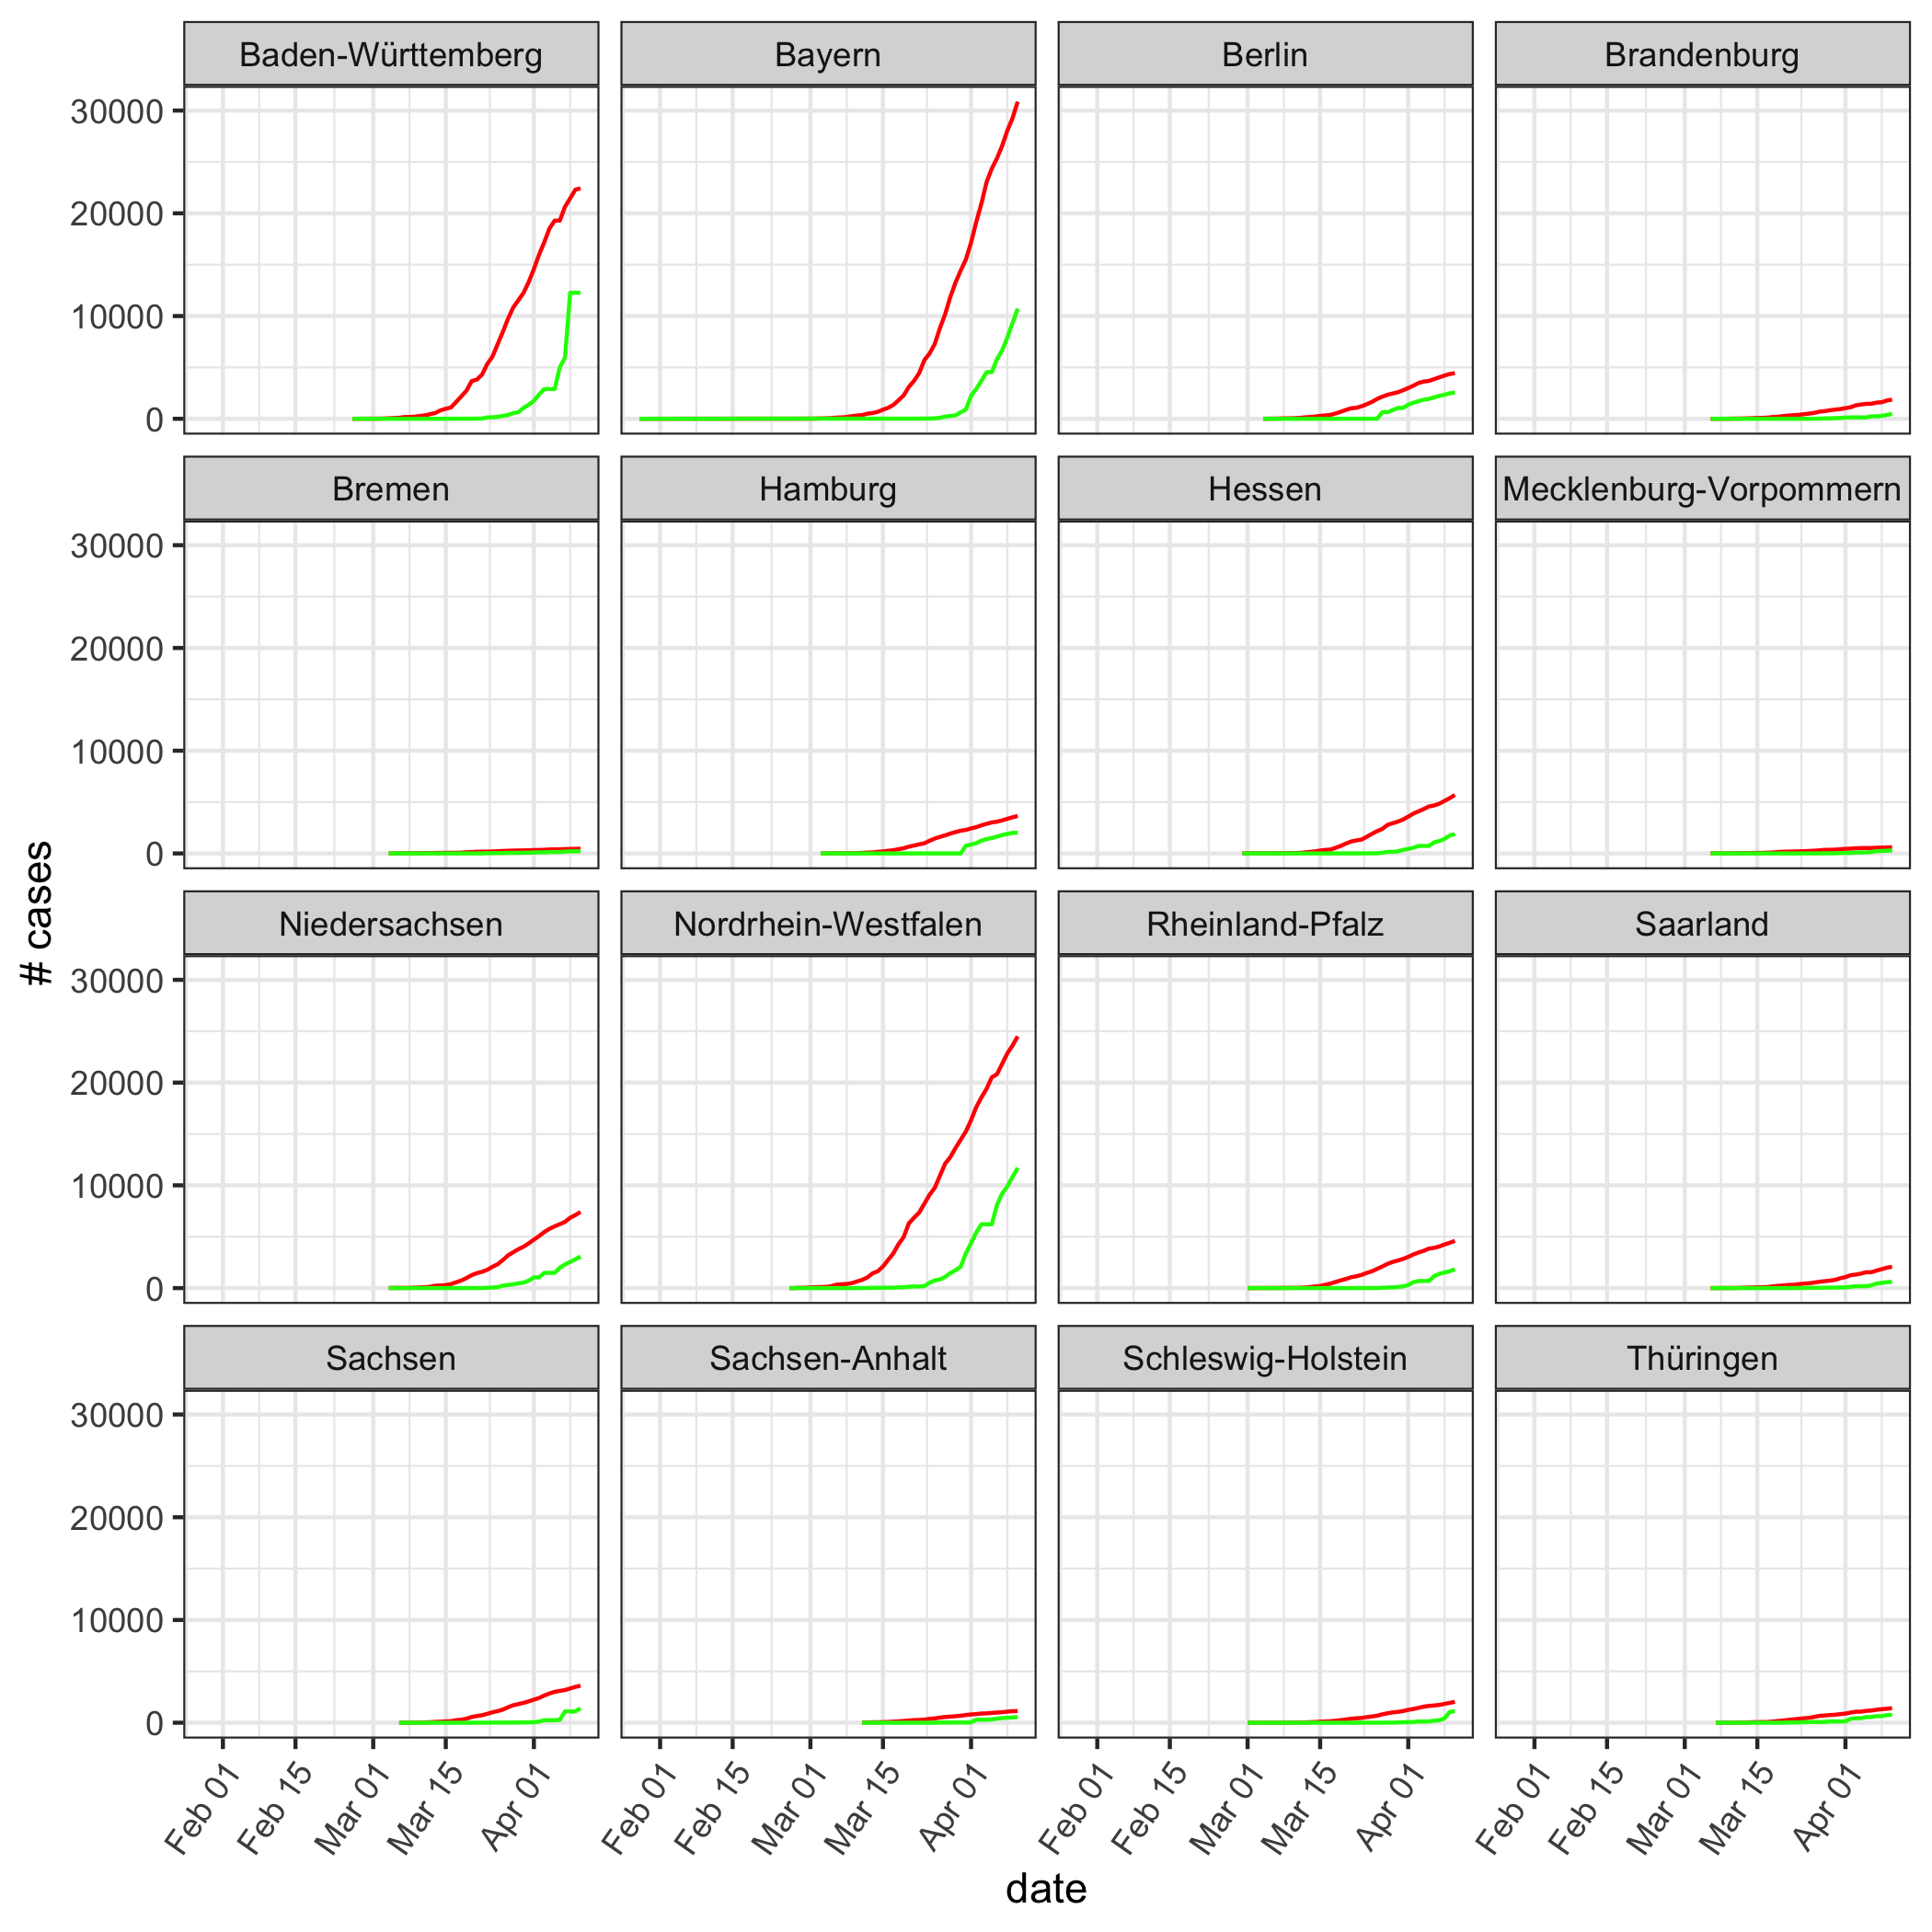 Baden-Württemberg Bayern Berlin Brandenburg
30000
20000
10000
0
Bremen Hamburg Hessen Mecklenburg-Vorpommern
30000
20000
10000
0
# cases
Niedersachsen Nordrhein-Westfalen Rheinland-Pfalz Saarland
30000
20000
10000
0
Sachsen Sachsen-Anhalt Schleswig-Holstein Thüringen
30000
20000
10000
0
Feb 01 Feb 15 Mar 01 Mar 15 Apr 01 Feb 01 Feb 15 Mar 01 Mar 15 Apr 01 Feb 01 Feb 15 Mar 01 Mar 15 Apr 01 Feb 01 Feb 15 Mar 01 Mar 15 Apr 01
date